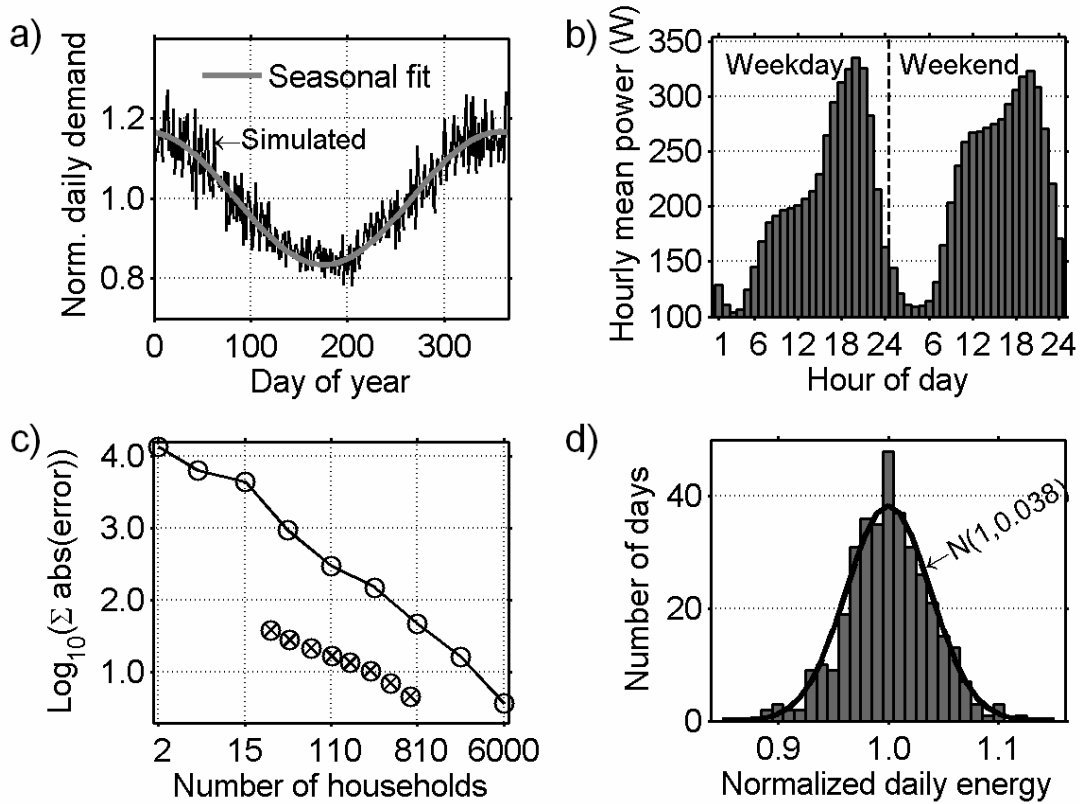 a)
Norm. daily demand
1.2
1.0
0.8
Seasonal fit
←Simulated
0 100 200 300
Day of year
b)
Hourly mean power (W)
350
300
250
200
150
100
Weekday
Weekend
1 6 12 18 24 6 12 18 24
Hour of day
c)
Log10(Σ abs(error))
4.0
3.0
2.0
1.0
2 15 110 810 6000
Number of households
d)
Number of days
40
20
0
←N(1,0.038)
0.9 1.0 1.1
Normalized daily energy